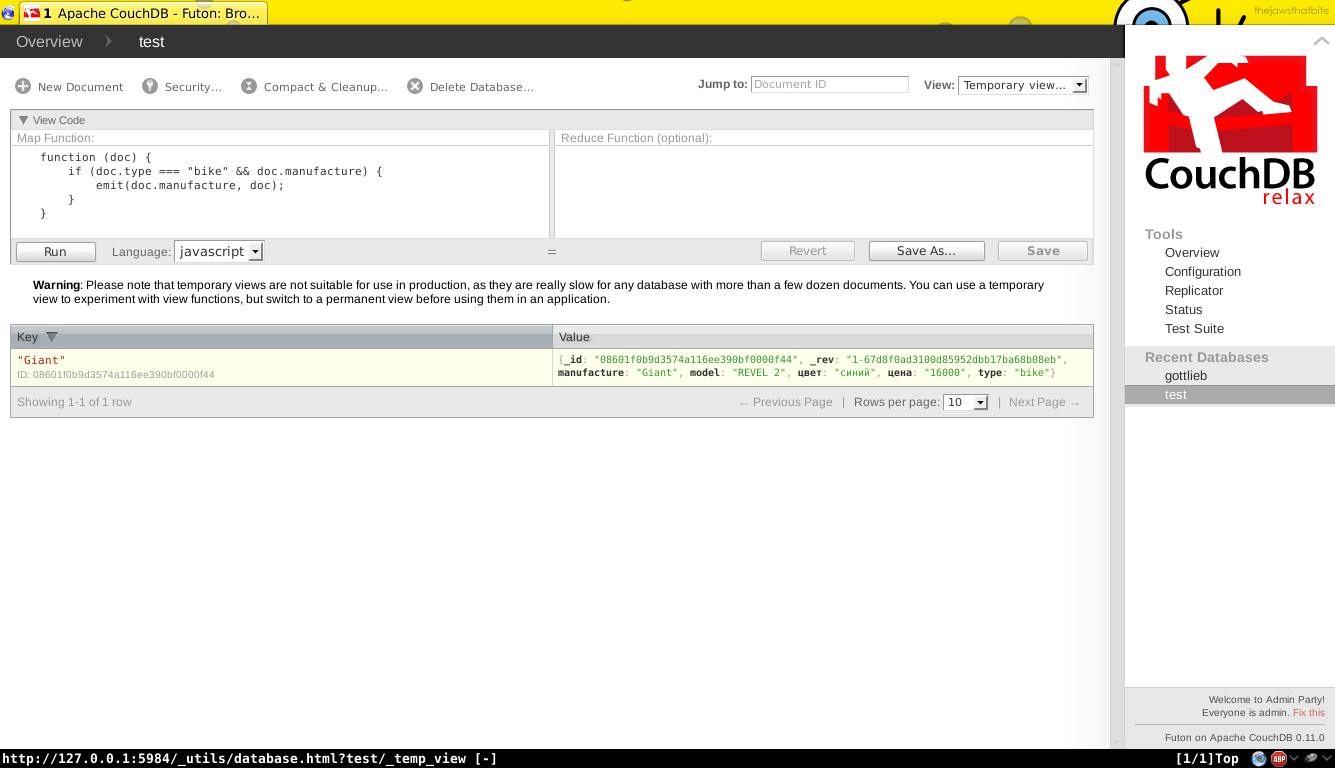 1 Apache CouchDB - Futon: Bro...
thejawsthatbite
Overview test
New Document Security... Compact & Cleanup... Delete Database...
Jump to: Document ID View: Temporary view...
View Code
Map Function: Reduce Function (optional):
function (doc) {
    if (doc.type === "bike" && doc.manufacture) {
        emit(doc.manufacture, doc);
    }
}
Run Language: javascript = Revert Save As... Save
Warning: Please note that temporary views are not suitable for use in production, as they are really slow for any database with more than a few dozen documents. You can use a temporary
view to experiment with view functions, but switch to a permanent view before using them in an application.
Key Value
"Giant"
ID: 08601f0b9d3574a116ee390bf0000f44
{_id: "08601f0b9d3574a116ee390bf0000f44", _rev: "1-67d8f0ad3100d85952dbb17ba68b08eb",
manufacture: "Giant", model: "REVEL 2", цвет: "синий", цена: "16000", type: "bike"}
Showing 1-1 of 1 row ← Previous Page | Rows per page: 10 | Next Page →
CouchDB
relax
Tools
Overview
Configuration
Replicator
Status
Test Suite
Recent Databases
gottlieb
test
Welcome to Admin Party!
Everyone is admin. Fix this
Futon on Apache CouchDB 0.11.0
http://127.0.0.1:5984/_utils/database.html?test/_temp_view [-] [1/1]Top ABP